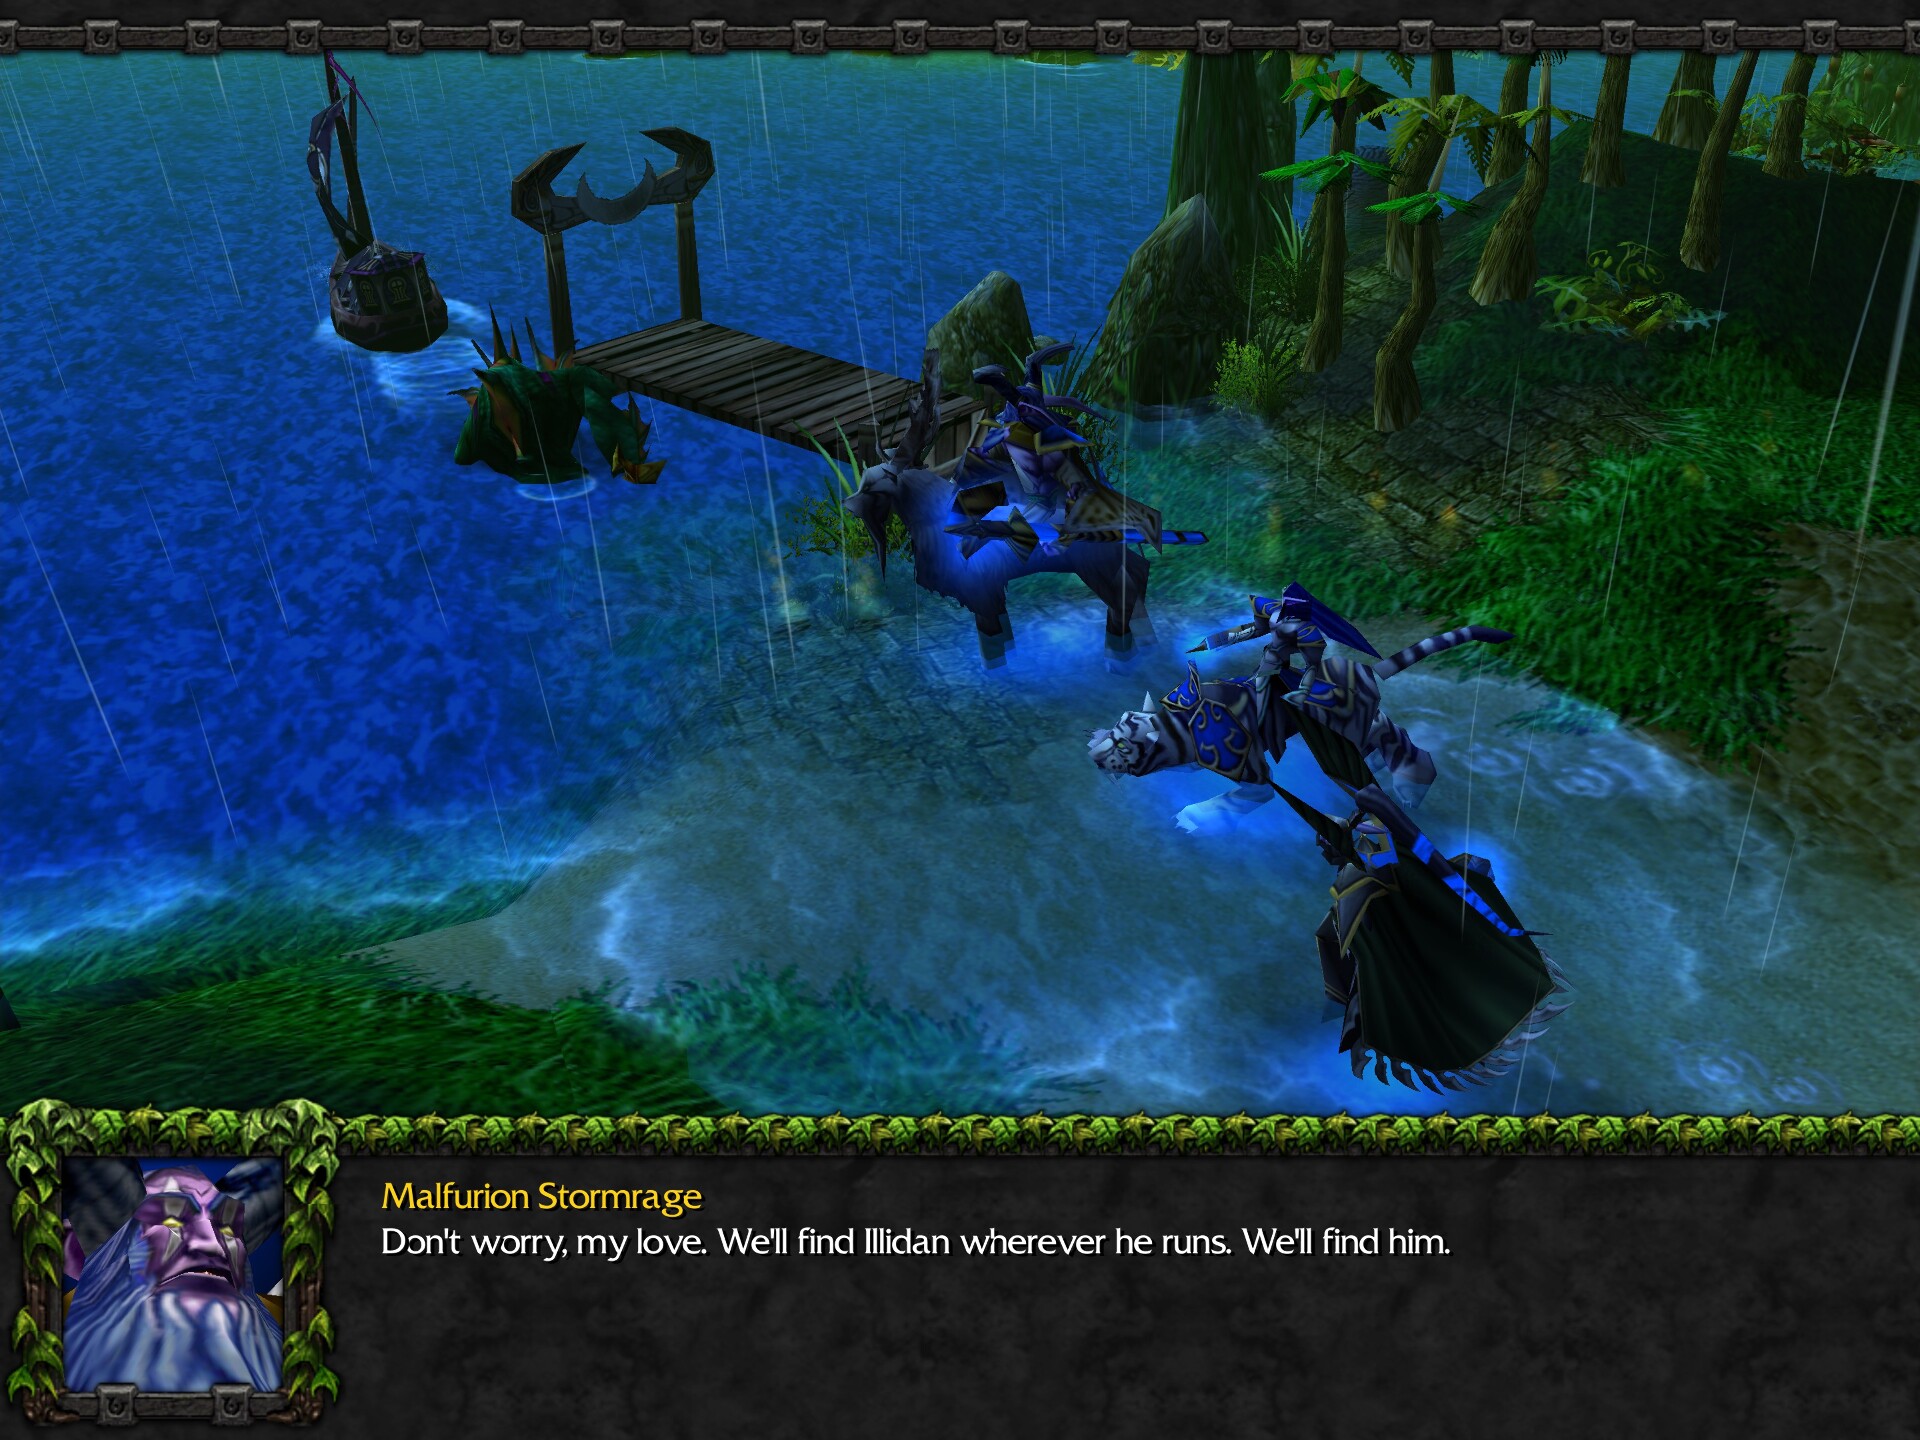 Malfurion Stormrage
Don't worry, my love. We'll find Illidan wherever he runs. We'll find him.